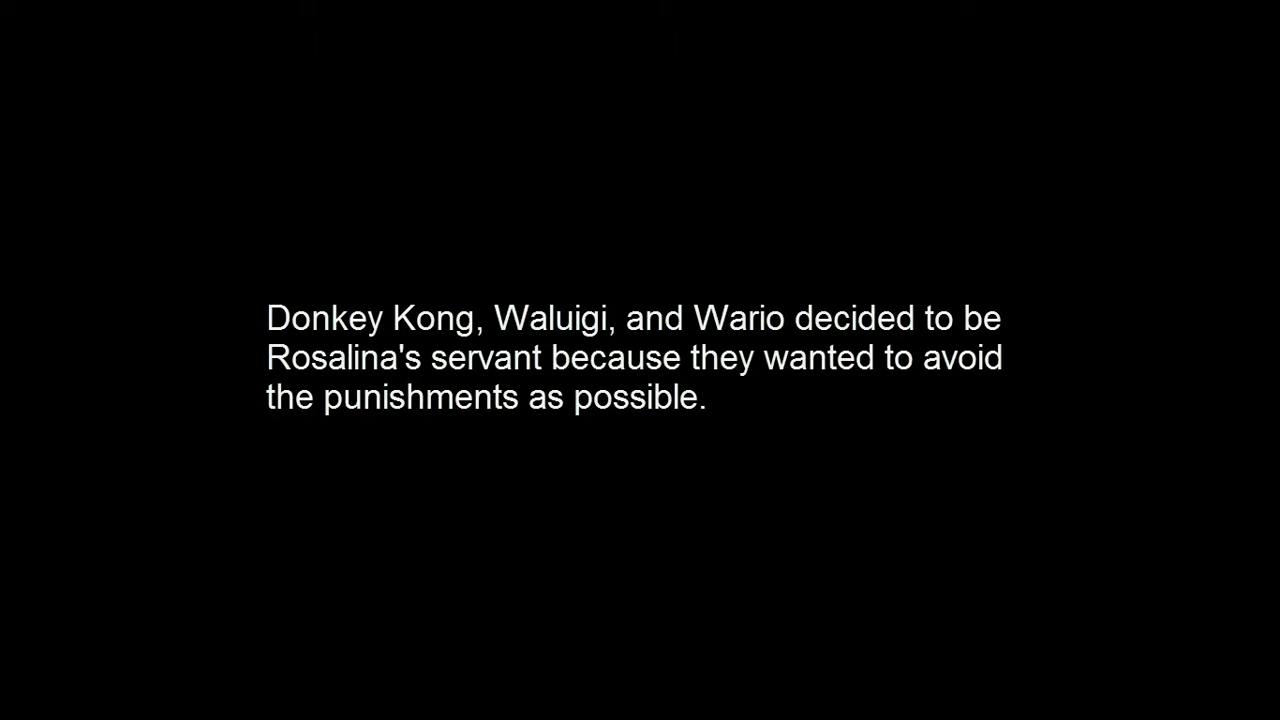 Donkey Kong, Waluigi, and Wario decided to be
Rosalina's servant because they wanted to avoid
the punishments as possible.